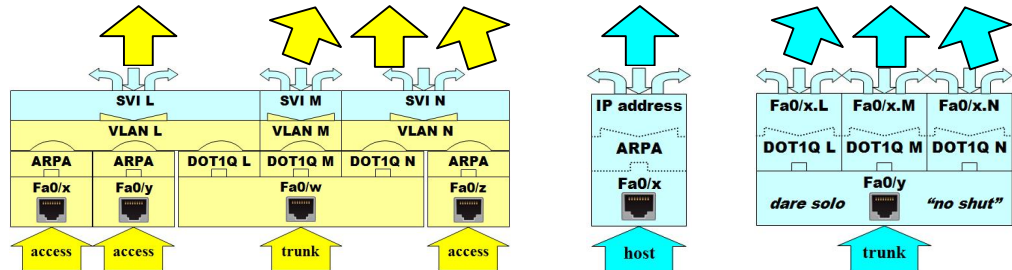 SVI L
SVI M
SVI N
VLAN L
VLAN M
VLAN N
ARPA
ARPA
DOT1Q L
DOT1Q M
DOT1Q N
ARPA
Fa0/x
Fa0/y
Fa0/w
Fa0/z
access
access
trunk
access
IP address
ARPA
Fa0/x
host
Fa0/x.L
Fa0/x.M
Fa0/x.N
DOT1Q L
DOT1Q M
DOT1Q N
Fa0/y
dare solo
“no shut”
trunk